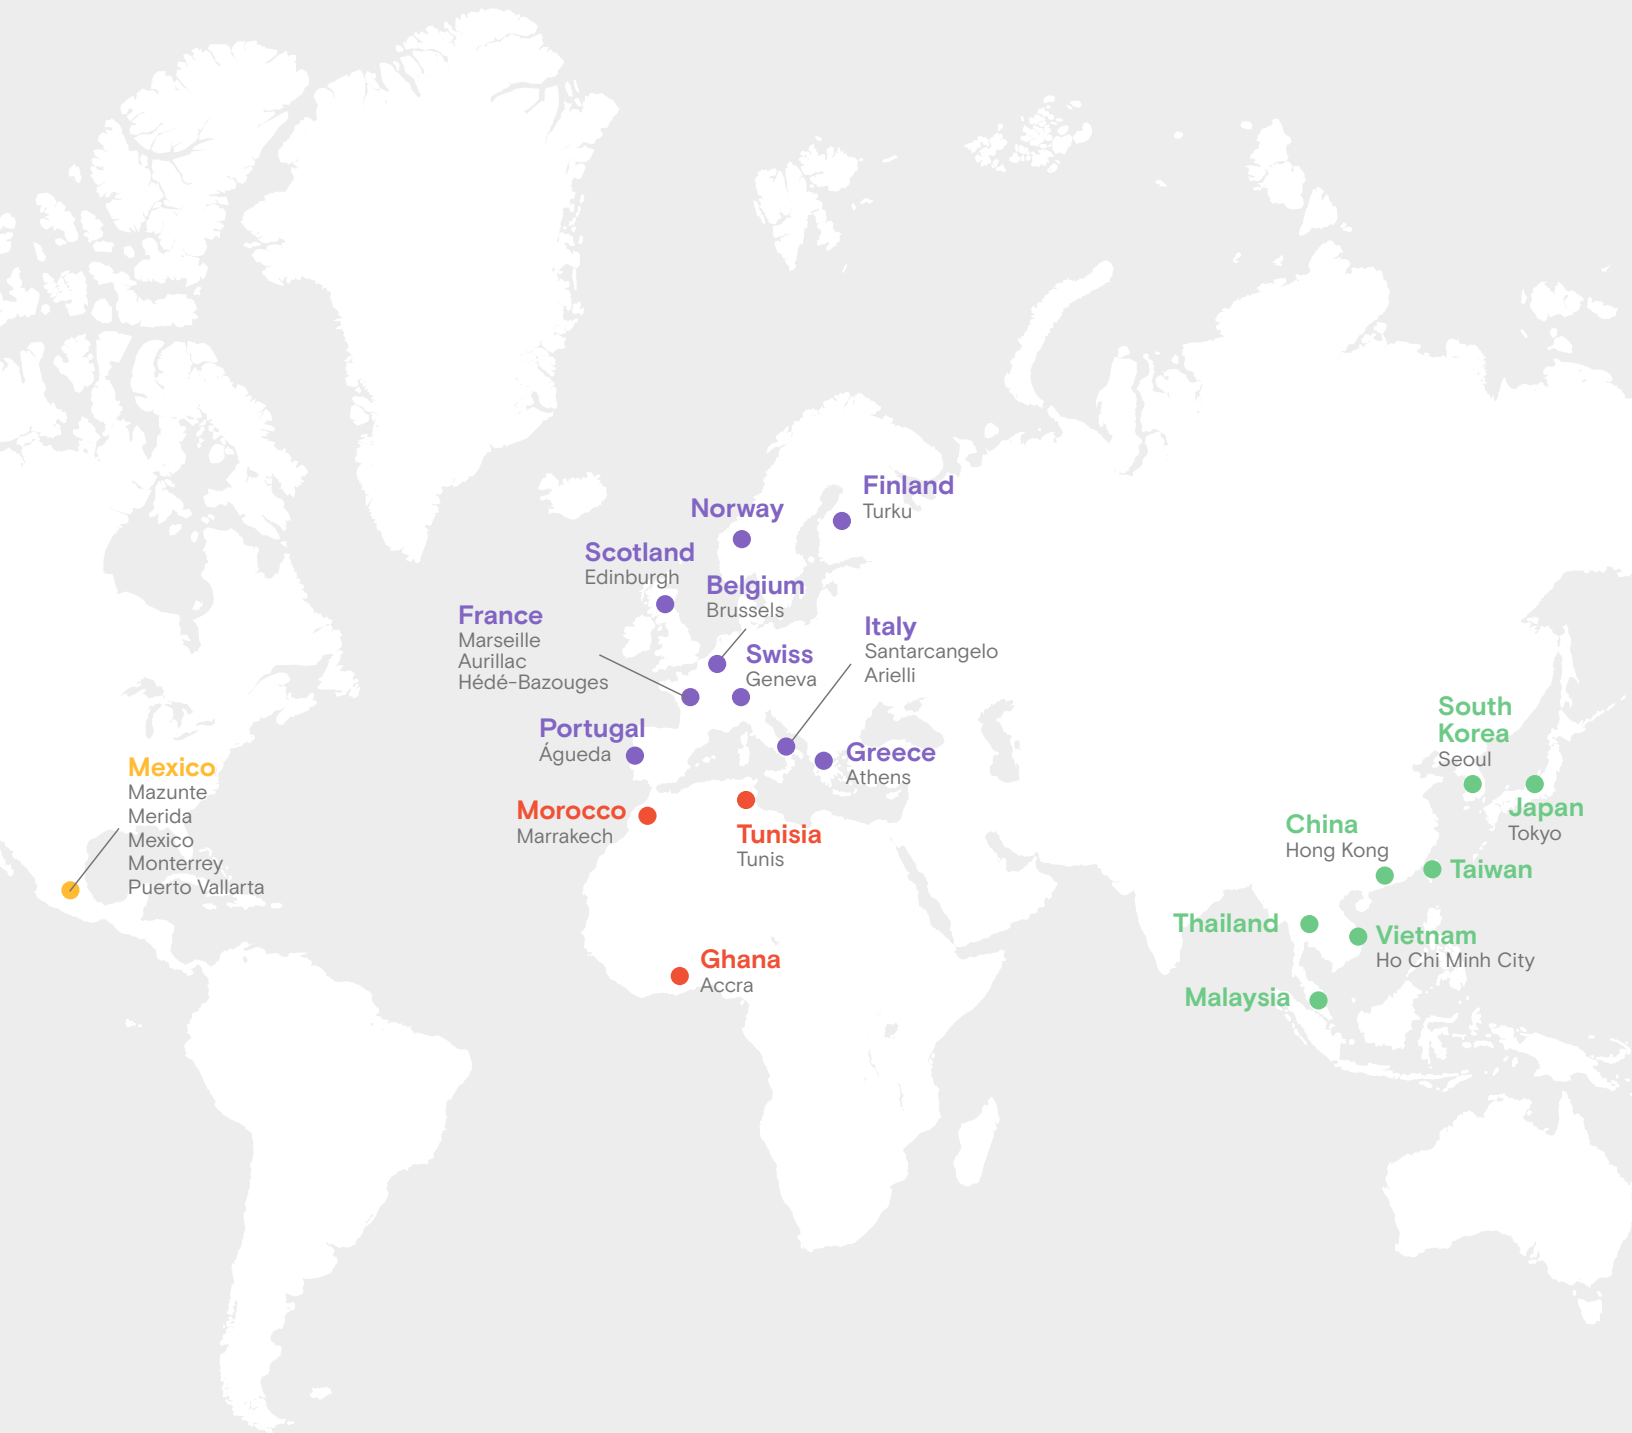 Finland
Turku
Norway
Scotland
Edinburgh
Belgium
Brussels
France
Marseille
Aurillac
Hédé-Bazouges
Italy
Santarcangelo
Arielli
Swiss
Geneva
Portugal
Águeda
Greece
Athens
Mexico
Mazunte
Merida
Mexico
Monterrey
Puerto Vallarta
Morocco
Marrakech
Tunisia
Tunis
Ghana
Accra
South
Korea
Seoul
Japan
Tokyo
China
Hong Kong
Taiwan
Thailand
Vietnam
Ho Chi Minh City
Malaysia